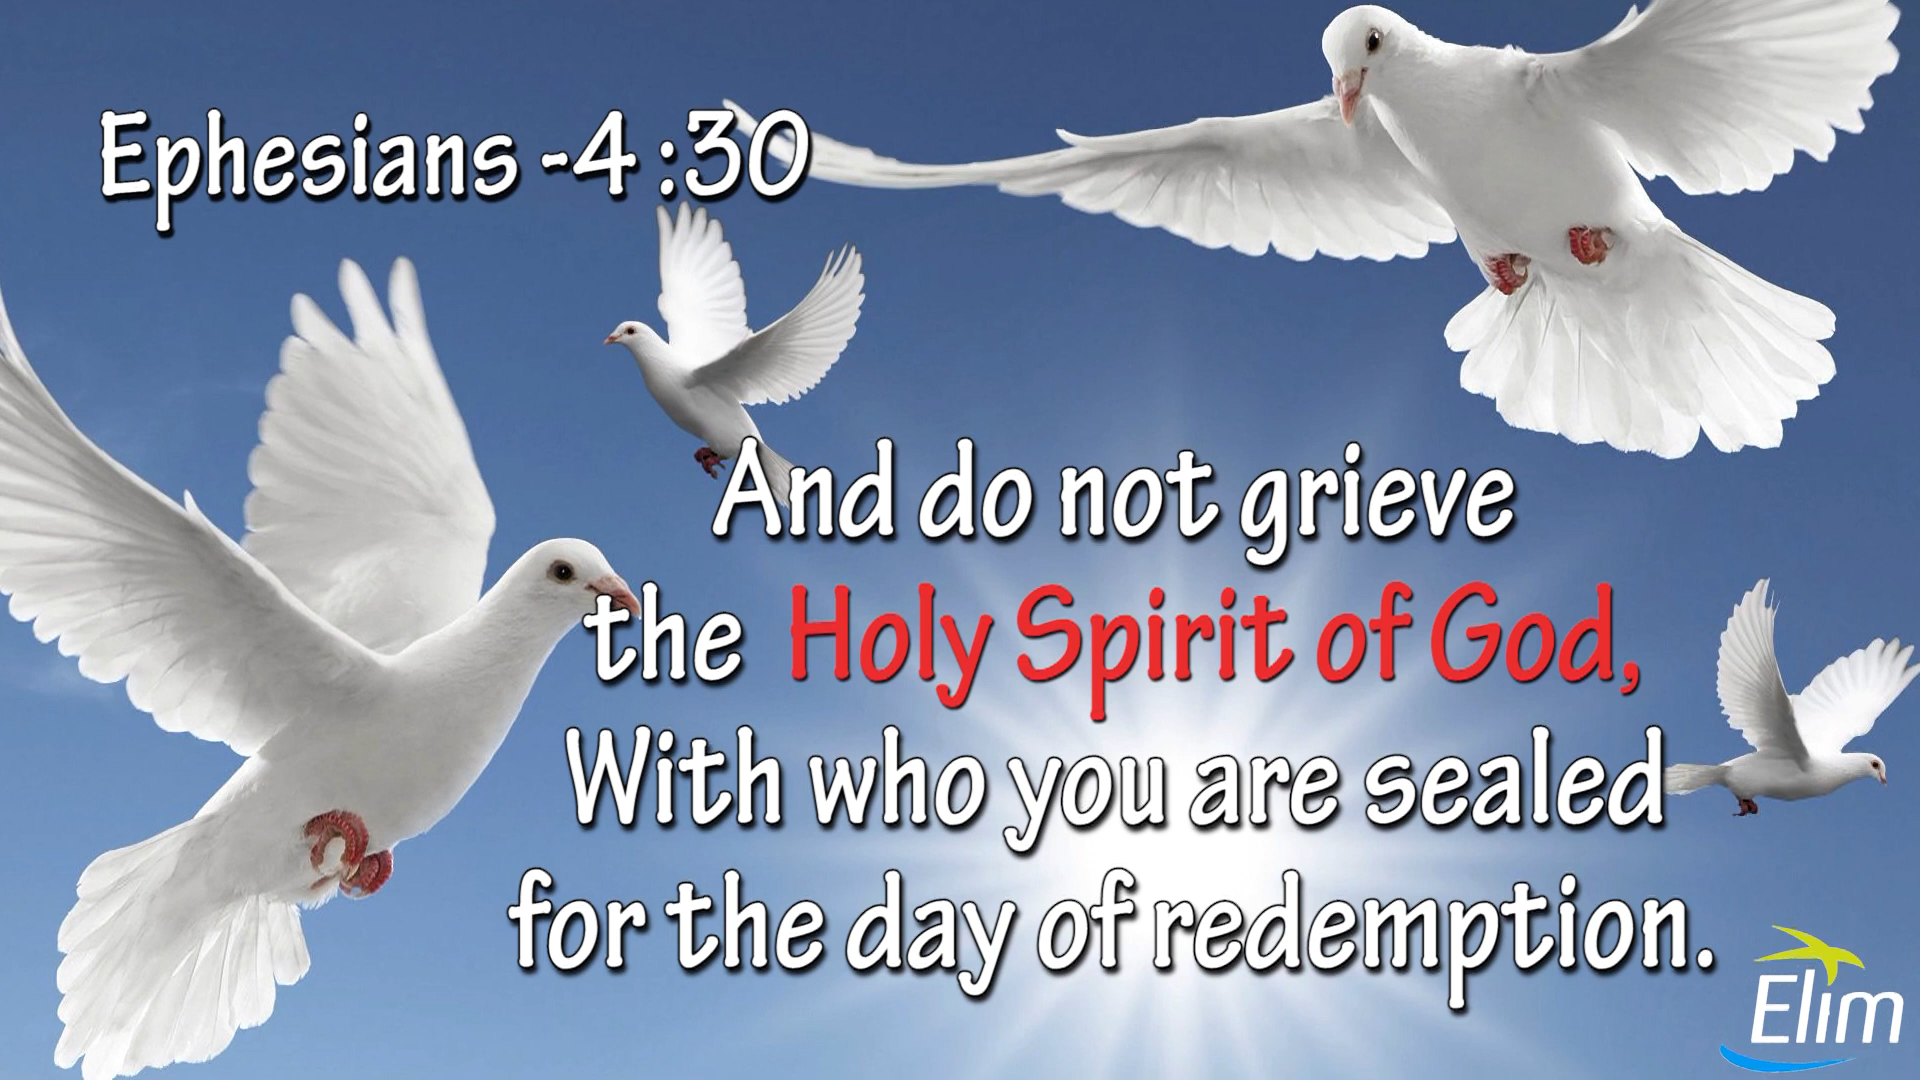 Ephesians -4 :30
And do not grieve
the Holy Spirit of God,
With who you are sealed
for the day of redemption.
Elim